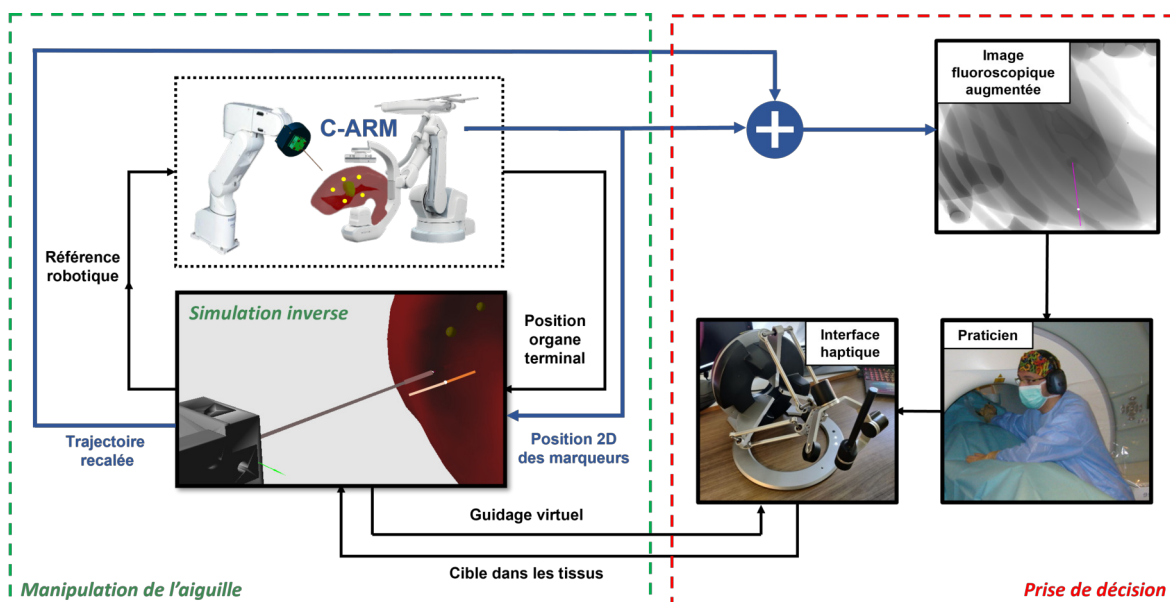 Image
fluoroscopique
augmentée
C-ARM
Référence
robotique
Simulation inverse
Position
organe
terminal
Interface
haptique
Praticien
Trajectoire
recalée
Position 2D
des marqueurs
Guidage virtuel
Cible dans les tissus
Manipulation de l'aiguille
Prise de décision